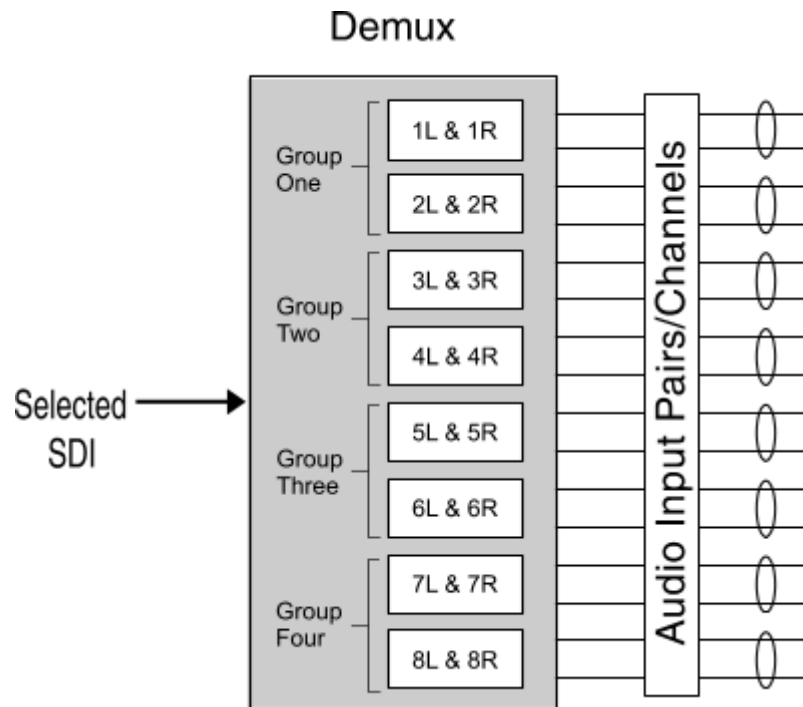 Demux
Group
One
1L & 1R
2L & 2R
Group
Two
3L & 3R
4L & 4R
Selected
SDI
Group
Three
5L & 5R
6L & 6R
Group
Four
7L & 7R
8L & 8R
Audio Input Pairs/Channels